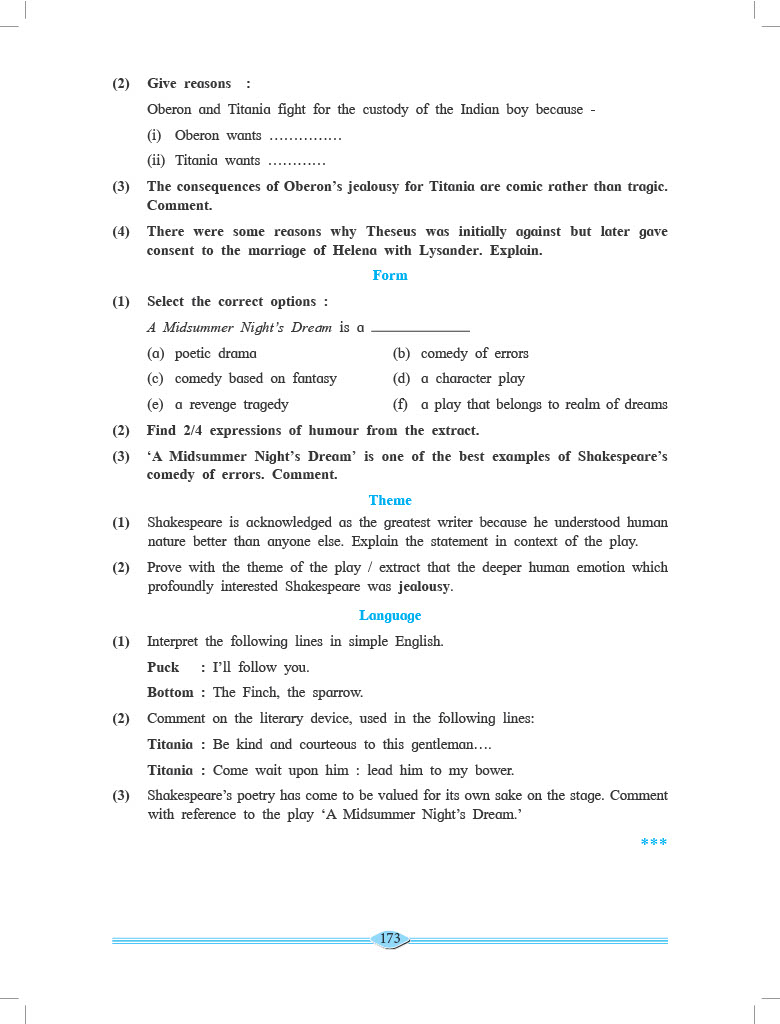 (2) Give reasons :
Oberon and Titania fight for the custody of the Indian boy because -
(i) Oberon wants ……………
(ii) Titania wants …………
(3) The consequences of Oberon’s jealousy for Titania are comic rather than tragic.
Comment.
(4) There were some reasons why Theseus was initially against but later gave
consent to the marriage of Helena with Lysander. Explain.
Form
(1) Select the correct options :
A Midsummer Night’s Dream is a ______________
(a) poetic drama (b) comedy of errors
(c) comedy based on fantasy (d) a character play
(e) a revenge tragedy (f) a play that belongs to realm of dreams
(2) Find 2/4 expressions of humour from the extract.
(3) ‘A Midsummer Night’s Dream’ is one of the best examples of Shakespeare’s
comedy of errors. Comment.
Theme
(1) Shakespeare is acknowledged as the greatest writer because he understood human
nature better than anyone else. Explain the statement in context of the play.
(2) Prove with the theme of the play / extract that the deeper human emotion which
profoundly interested Shakespeare was jealousy.
Language
(1) Interpret the following lines in simple English.
Puck : I’ll follow you.
Bottom : The Finch, the sparrow.
(2) Comment on the literary device, used in the following lines:
Titania : Be kind and courteous to this gentleman….
Titania : Come wait upon him : lead him to my bower.
(3) Shakespeare’s poetry has come to be valued for its own sake on the stage. Comment
with reference to the play ‘A Midsummer Night’s Dream.’
***
173